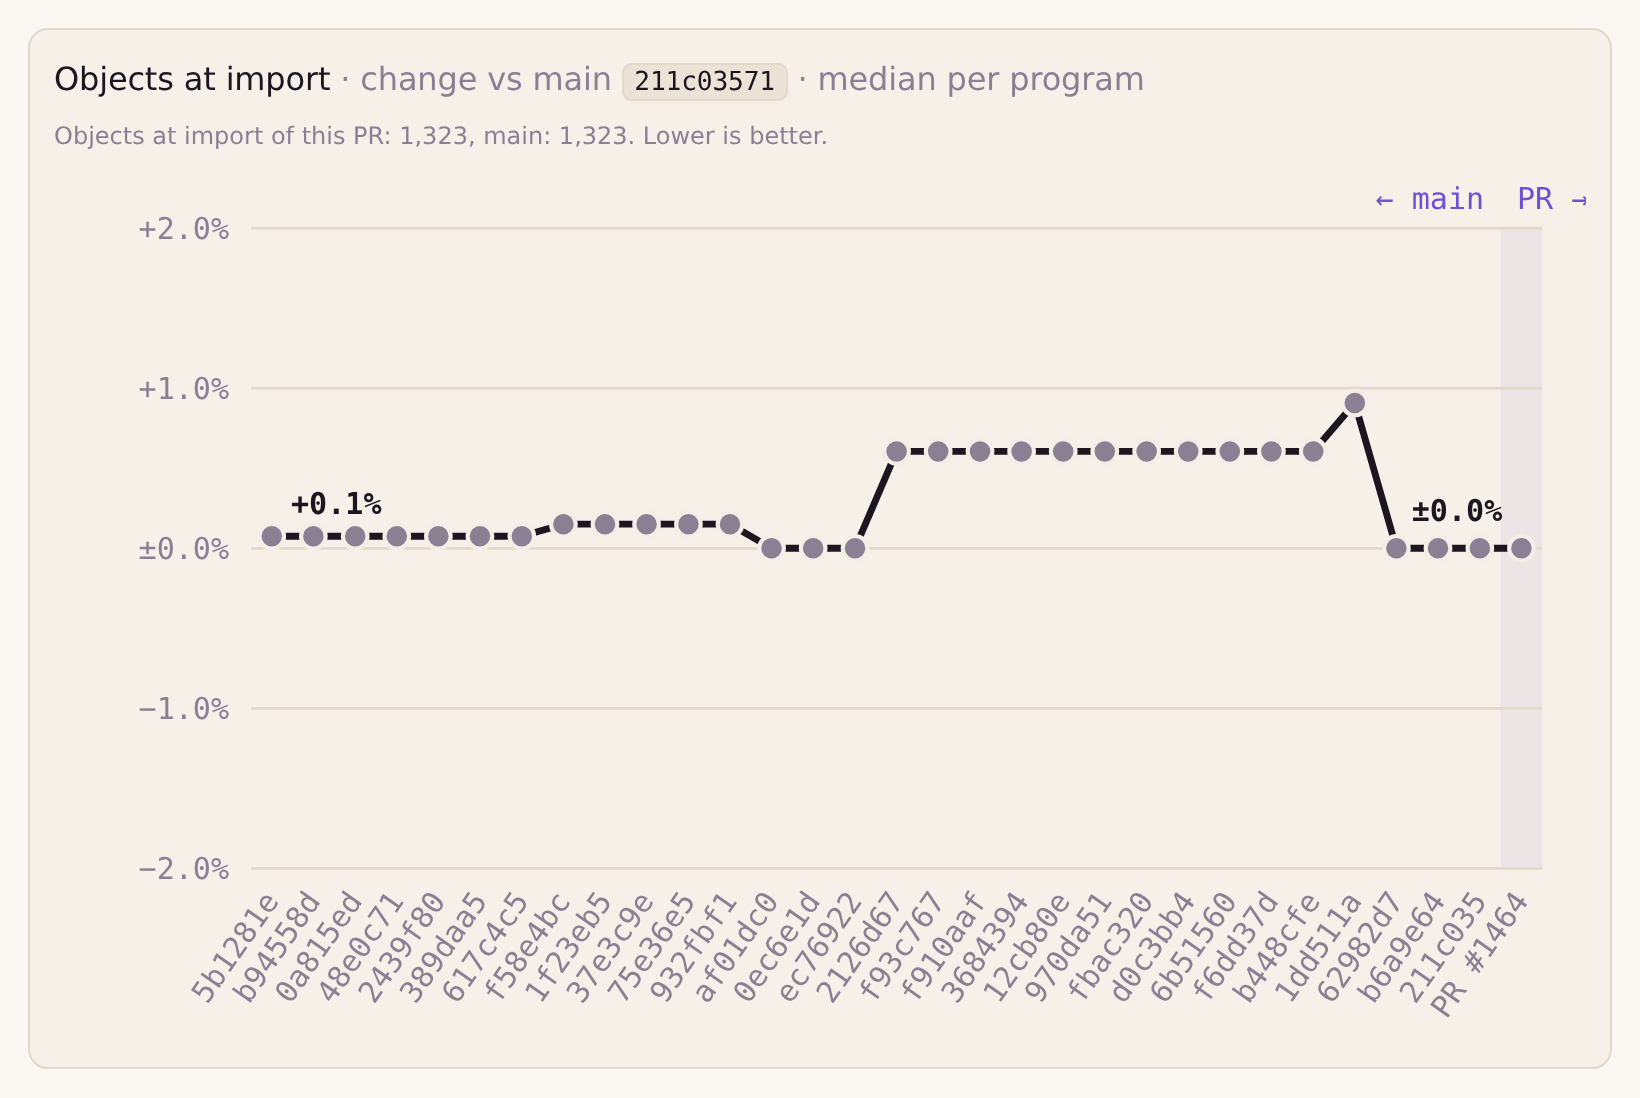 Objects at import · change vs main 211c03571 · median per program
Objects at import of this PR: 1,323, main: 1,323. Lower is better.
← main PR →
+2.0%
+1.0%
±0.0%
−1.0%
−2.0%
+0.1%
±0.0%
5b1281e
b94558d
0a815ed
48e0c71
2439f80
389daa5
617c4c5
f58e4bc
1f23eb5
37e3c9e
75e36e5
932fbf1
af01dc0
0ec6e1d
ec76922
2126d67
f93c767
f910aaf
3684394
12cb80e
970da51
fbac320
d0c3bb4
6b51560
f6dd37d
b448cfe
1dd511a
62982d7
b6a9e64
211c035
PR #1464